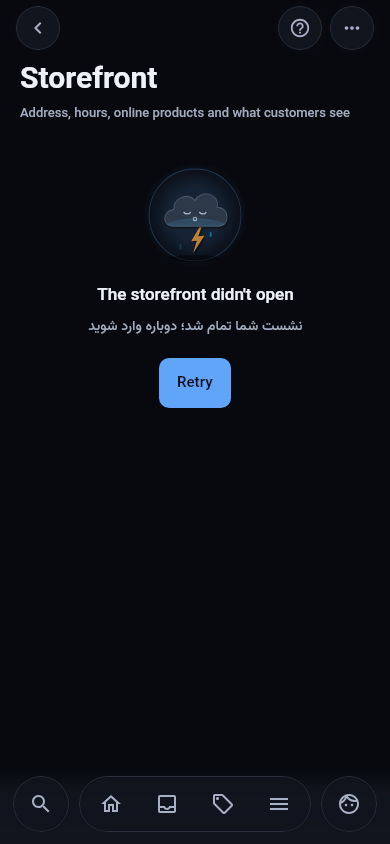 Storefront
Address, hours, online products and what customers see
The storefront didn't open
نشست شما تمام شد؛ دوباره وارد شوید
Retry